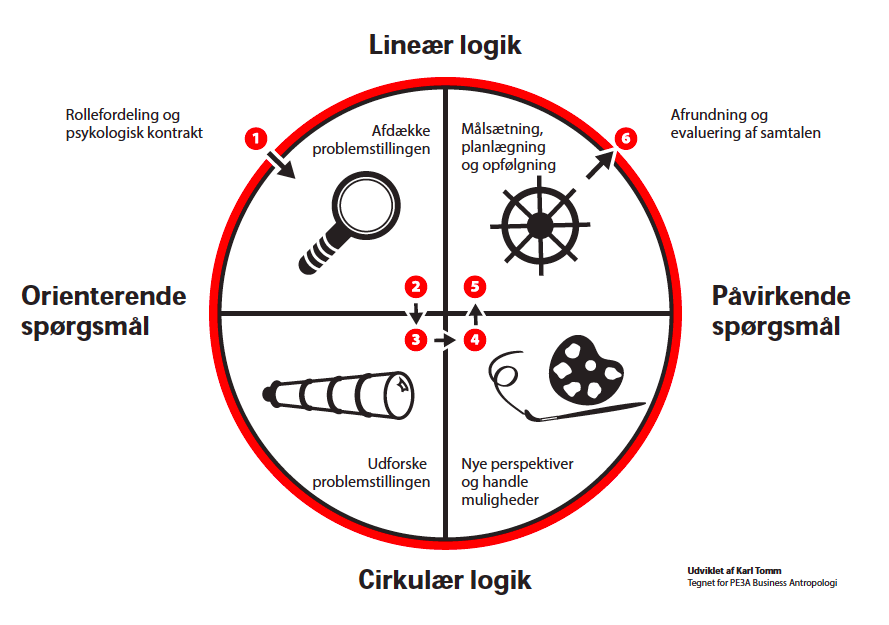 Lineær logik
Rollefordeling og
psykologisk kontrakt
1
Afdække
problemstillingen
Målsætning,
planlægning
og opfølgning
6
Afrundning og
evaluering af samtalen
Orienterende
spørgsmål
2
5
3
4
Påvirkende
spørgsmål
Udforske
problemstillingen
Nye perspektiver
og handle
muligheder
Cirkulær logik
Udviklet af Karl Tomm
Tegnet for PE3A Business Antropologi